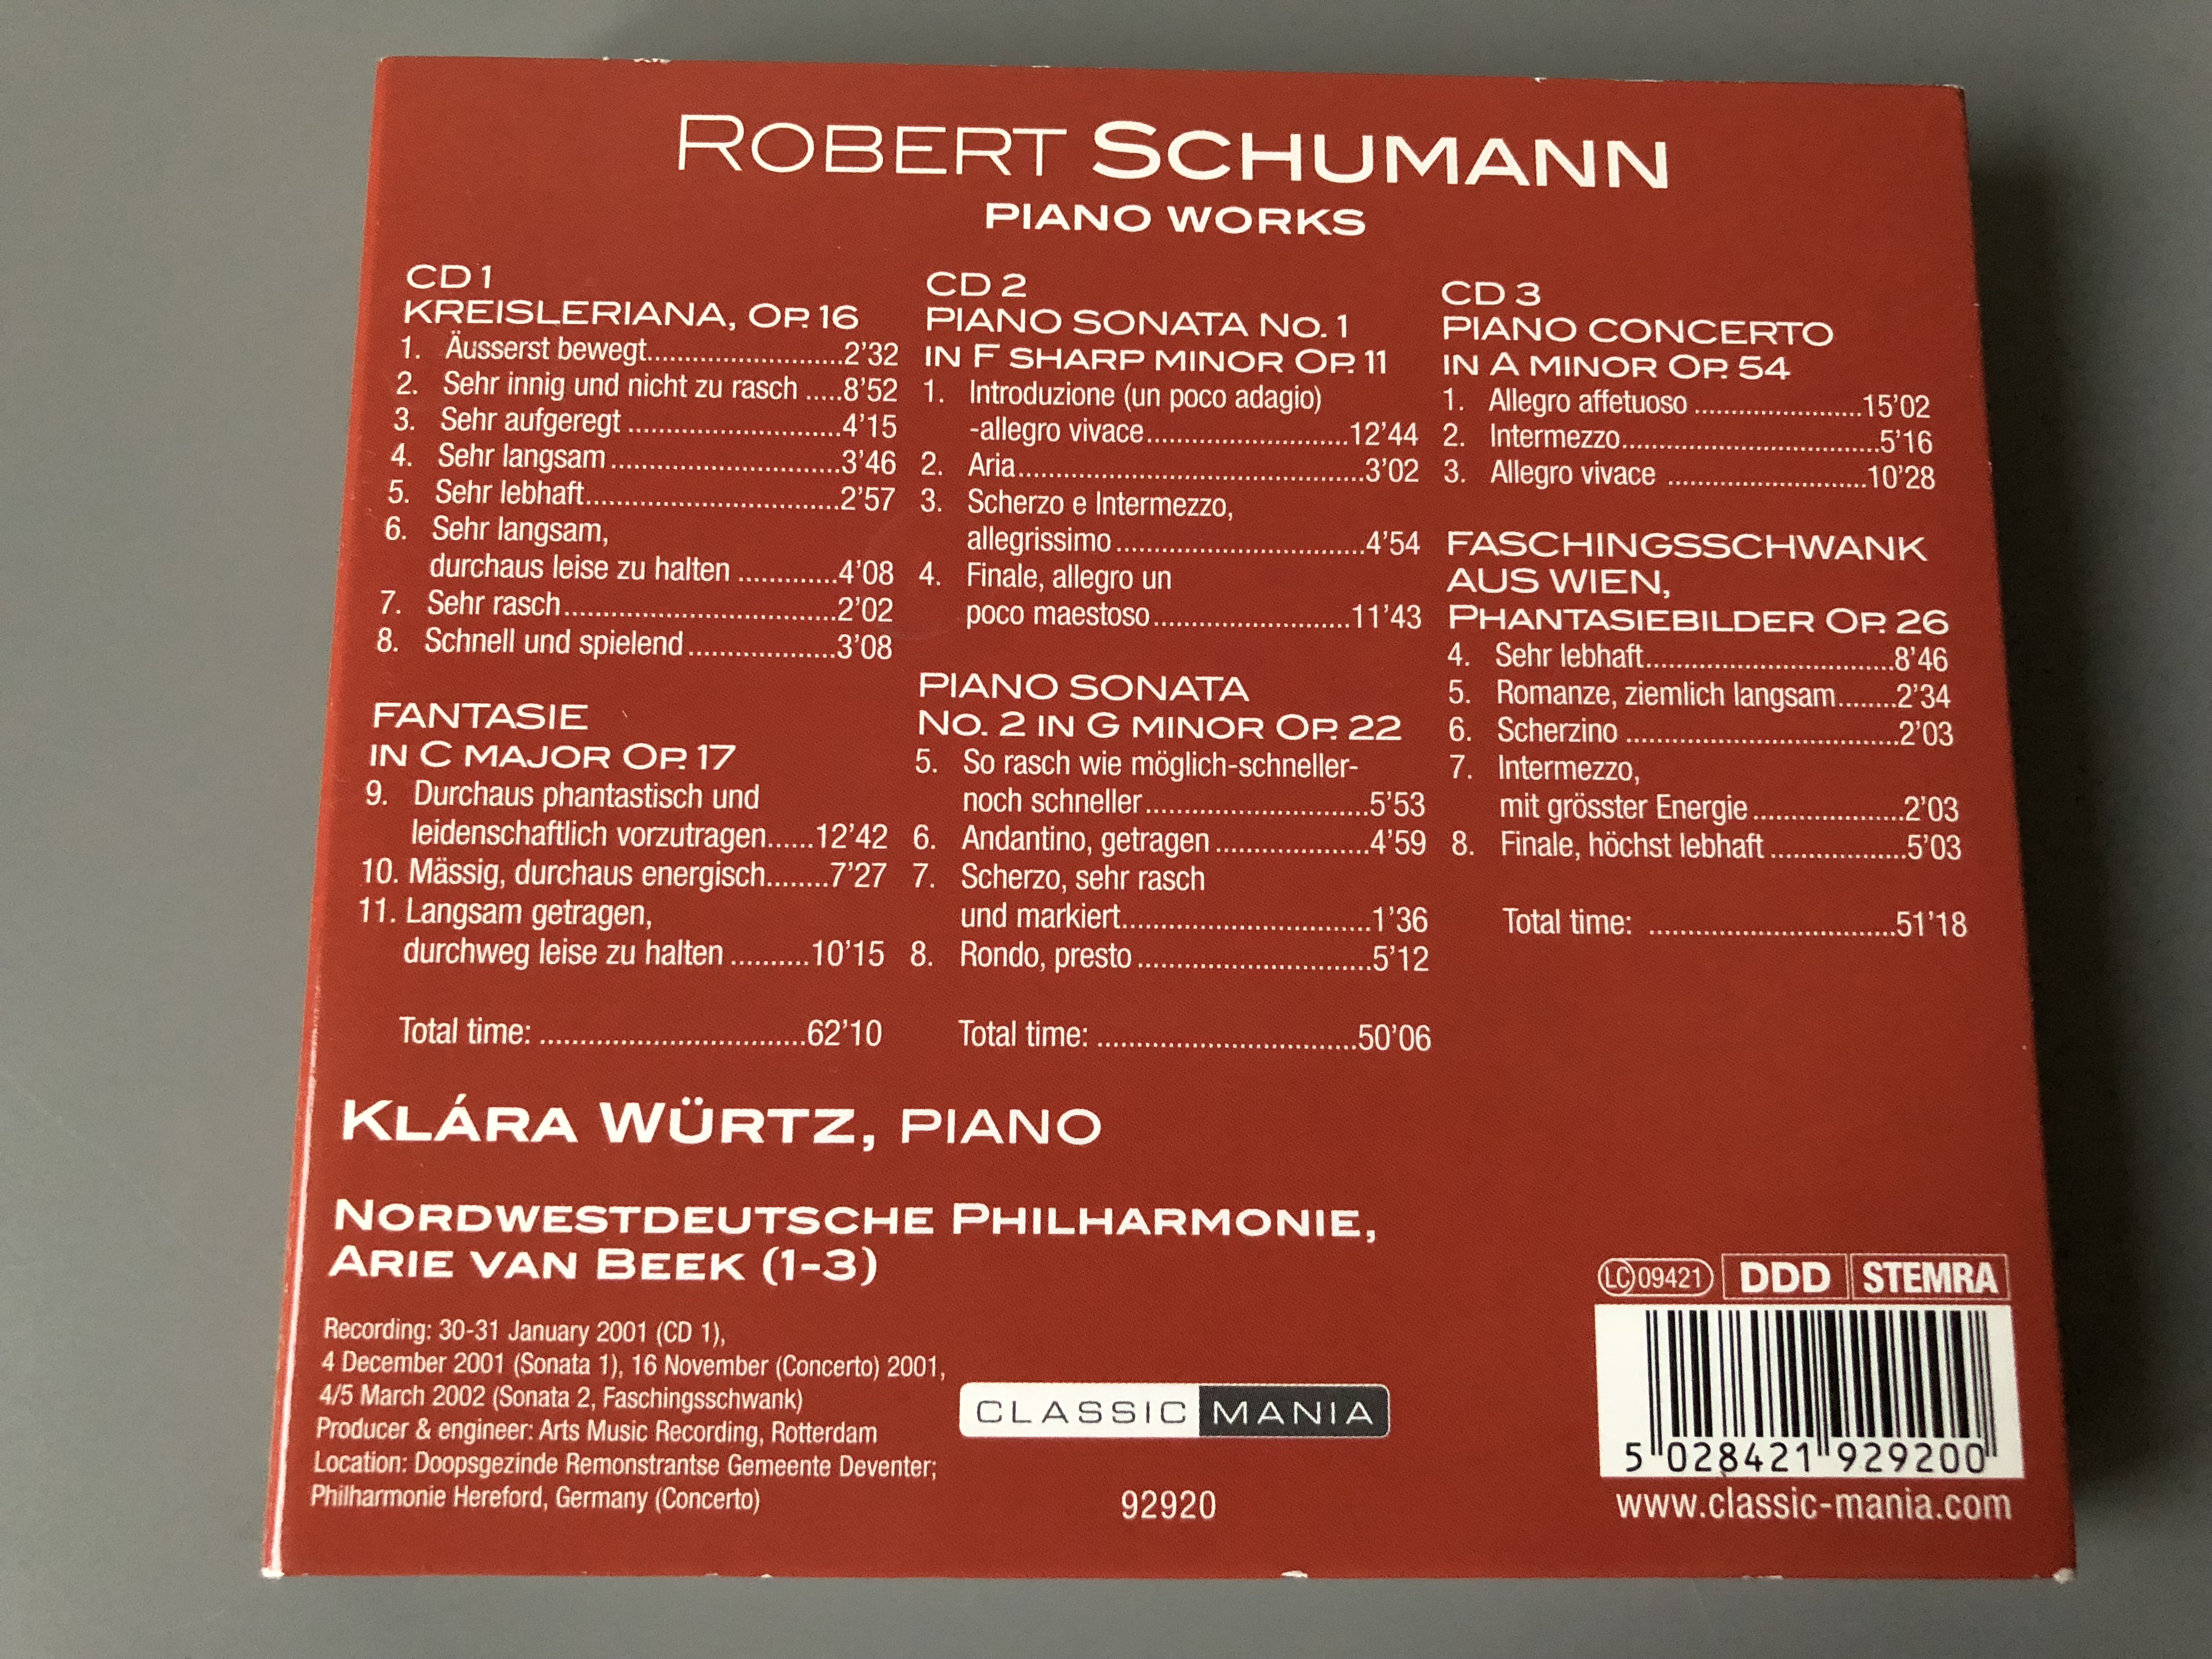 ROBERT SCHUMANN
PIANO WORKS
CD 1
KREISLERIANA, OP. 16
1. Äusserst bewegt........................2'32
2. Sehr innig und nicht zu rasch .....8'52
3. Sehr aufgeregt ..........................4'15
4. Sehr langsam............................3'46
5. Sehr lebhaft...............................2'57
6. Sehr langsam,
durchaus leise zu halten ............4'08
7. Sehr rasch.................................2'02
8. Schnell und spielend..................3'08
FANTASIE
IN C MAJOR OP. 17
9. Durchaus phantastisch und
leidenschaftlich vorzutragen......12'42
10. Mässig, durchaus energisch........7'27
11. Langsam getragen,
durchweg leise zu halten ..........10'15
Total time: ................................62'10
CD 2
PIANO SONATA NO. 1
IN F SHARP MINOR OP. 11
1. Introduzione (un poco adagio)
-allegro vivace.........................12'44
2. Aria...........................................3'02
3. Scherzo e Intermezzo,
allegrissimo...............................4'54
4. Finale, allegro un
poco maestoso........................11'43
PIANO SONATA
NO. 2 IN G MINOR OP. 22
5. So rasch wie möglich-schneller-
noch schneller...........................5'53
6. Andantino, getragen...................4'59
7. Scherzo, sehr rasch
und markiert..............................1'36
8. Rondo, presto............................5'12
Total time: ...............................50'06
CD 3
PIANO CONCERTO
IN A MINOR OP. 54
1. Allegro affetuoso ....................15'02
2. Intermezzo................................5'16
3. Allegro vivace ........................10'28
FASCHINGSSCHWANK
AUS WIEN,
PHANTASIEBILDER OP. 26
4. Sehr lebhaft..............................8'46
5. Romanze, ziemlich langsam.......2'34
6. Scherzino .................................2'03
7. Intermezzo,
mit grösster Energie..................2'03
8. Finale, höchst lebhaft................5'03
Total time: ..............................51'18
KLÁRA WÜRTZ, PIANO
NORDWESTDEUTSCHE PHILHARMONIE,
ARIE VAN BEEK (1-3)
Recording: 30-31 January 2001 (CD 1),
4 December 2001 (Sonata 1), 16 November (Concerto) 2001,
4/5 March 2002 (Sonata 2, Faschingsschwank)
Producer & engineer: Arts Music Recording, Rotterdam
Location: Doopsgezinde Remonstrantse Gemeente Deventer;
Philharmonie Hereford, Germany (Concerto)
CLASSIC MANIA
92920
LC 09421 DDD STEMRA
5 028421 929200
www.classic-mania.com